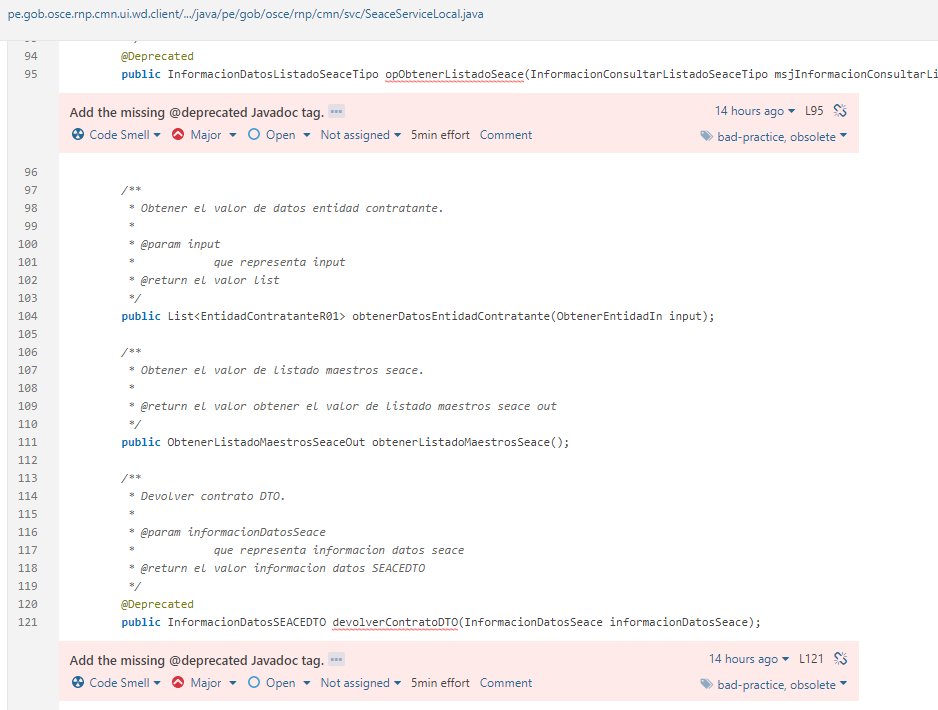 pe.gob.osce.rnp.cmn.ui.wd.client/.../java/pe/gob/osce/rnp/cmn/svc/SeaceServiceLocal.java
94 @Deprecated
95 public InformacionDatosListadoSeaceTipo opObtenerListadoSeace(InformacionConsultarListadoSeaceTipo msjInformacionConsultarLi
Add the missing @deprecated Javadoc tag. 14 hours ago L95
Code Smell Major Open Not assigned 5min effort Comment bad-practice, obsolete
96
97 /**
98 * Obtener el valor de datos entidad contratante.
99 *
100 * @param input
101 * que representa input
102 * @return el valor list
103 */
104 public List<EntidadContratanteR01> obtenerDatosEntidadContratante(ObtenerEntidadIn input);
105
106 /**
107 * Obtener el valor de listado maestros seace.
108 *
109 * @return el valor obtener el valor de listado maestros seace out
110 */
111 public ObtenerListadoMaestrosSeaceOut obtenerListadoMaestrosSeace();
112
113 /**
114 * Devolver contrato DTO.
115 *
116 * @param informacionDatosSeace
117 * que representa informacion datos seace
118 * @return el valor informacion datos SEACEDTO
119 */
120 @Deprecated
121 public InformacionDatosSEACEDTO devolverContratoDTO(InformacionDatosSeace informacionDatosSeace);
Add the missing @deprecated Javadoc tag. 14 hours ago L121
Code Smell Major Open Not assigned 5min effort Comment bad-practice, obsolete